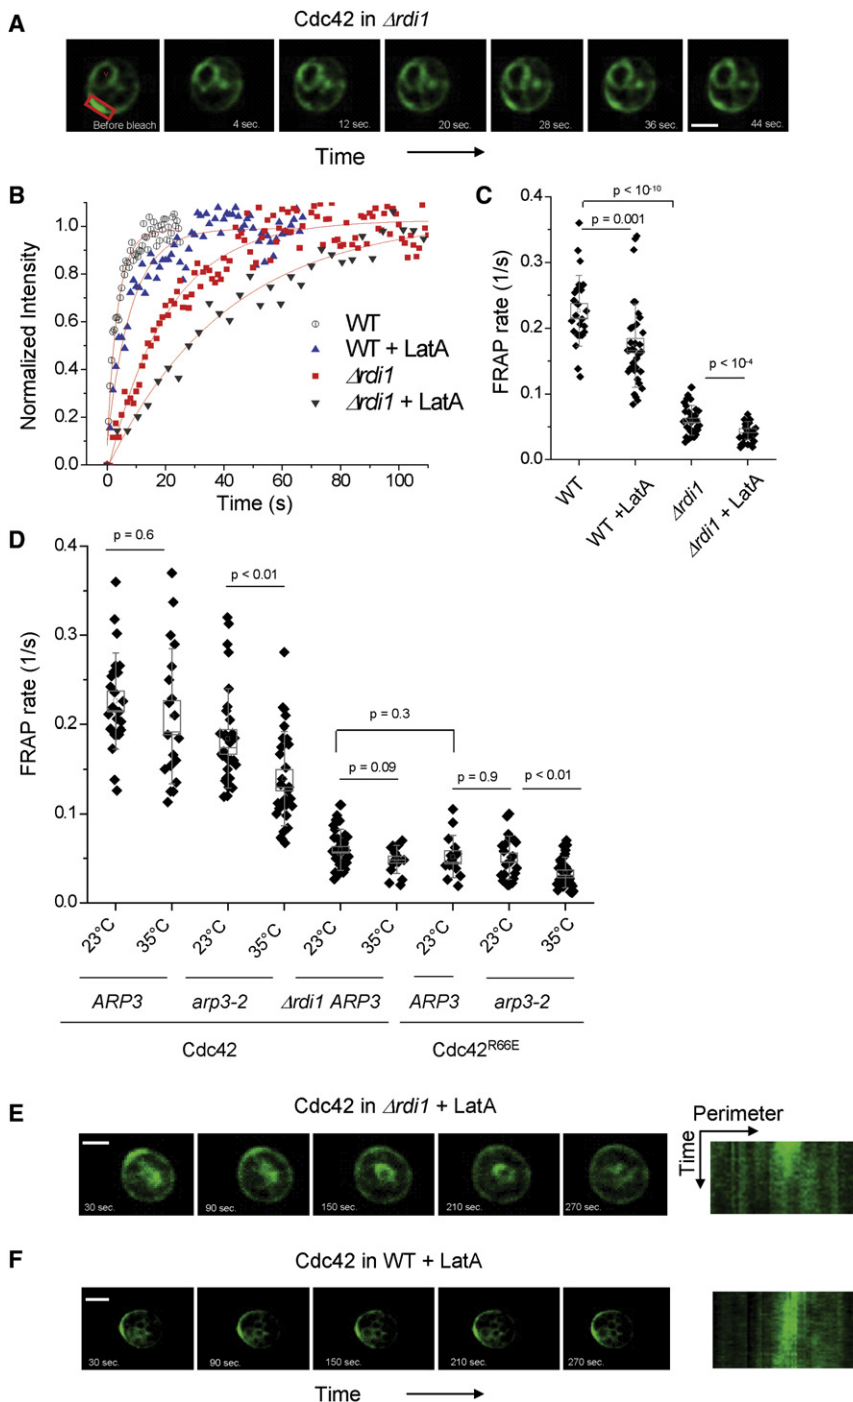 A
Cdc42 in Δrdi1
v
Before bleach
4 sec.
12 sec.
20 sec.
28 sec.
36 sec.
44 sec.
Time
B
Normalized Intensity
1.0
0.8
0.6
0.4
0.2
0.0
0 20 40 60 80 100
Time (s)
WT
WT + LatA
Δrdi1
Δrdi1 + LatA
C
FRAP rate (1/s)
0.4
0.3
0.2
0.1
0.0
p < 10-10
p = 0.001
p < 10-4
WT
WT +LatA
Δrdi1
Δrdi1 + LatA
D
FRAP rate (1/s)
0.4
0.3
0.2
0.1
0.0
p = 0.6
p < 0.01
p = 0.3
p = 0.09
p = 0.9
p < 0.01
23°C 35°C 23°C 35°C 23°C 35°C 23°C 23°C 35°C
ARP3 arp3-2 Δrdi1 ARP3 ARP3 arp3-2
Cdc42 Cdc42R66E
E
Cdc42 in Δrdi1 + LatA
30 sec.
90 sec.
150 sec.
210 sec.
270 sec.
Perimeter
Time
F
Cdc42 in WT + LatA
30 sec.
90 sec.
150 sec.
210 sec.
270 sec.
Time